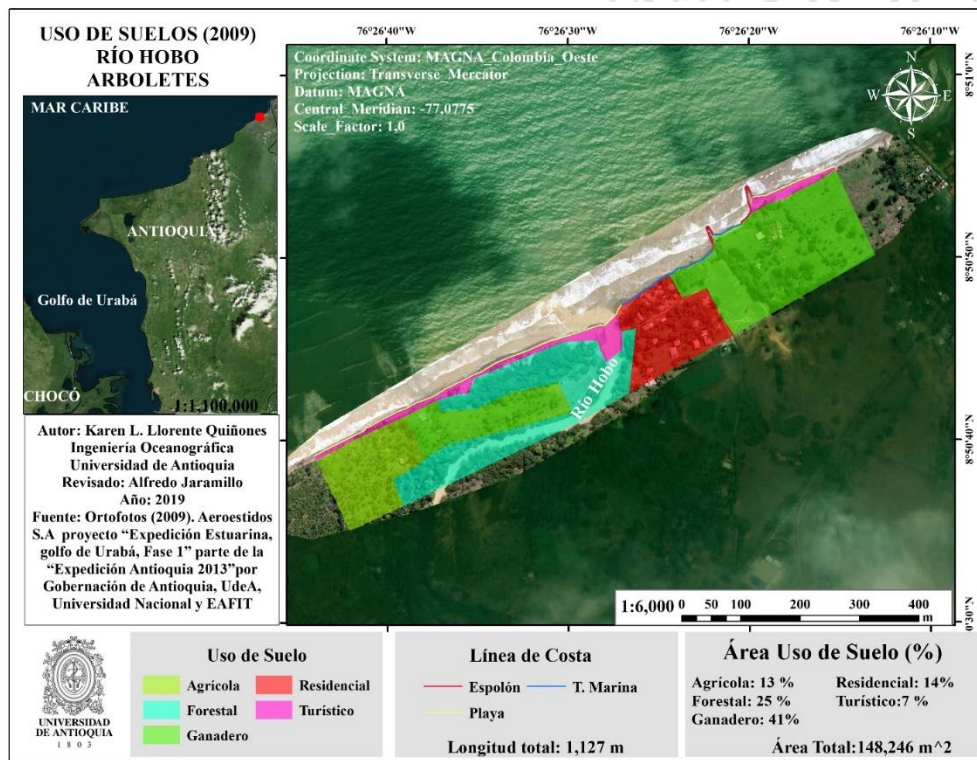 USO DE SUELOS (2009)
RÍO HOBO
ARBOLETES
MAR CARIBE
ANTIOQUIA
Golfo de Urabá
CHOCÓ
1:1,100,000
Autor: Karen L. Llorente Quiñones
Ingeniería Oceanográfica
Universidad de Antioquia
Revisado: Alfredo Jaramillo
Año: 2019
Fuente: Ortofotos (2009). Aeroestidos
S.A proyecto “Expedición Estuarina,
golfo de Urabá, Fase 1” parte de la
“Expedición Antioquia 2013”por
Gobernación de Antioquia, UdeA,
Universidad Nacional y EAFIT
76°26'40"W
76°26'30"W
76°26'20"W
76°26'10"W
Coordinate System: MAGNA_Colombia_Oeste
Projection: Transverse_Mercator
Datum: MAGNA
Central_Meridian: -77,0775
Scale_Factor: 1,0
N
W E
S
8°51'0"N
8°50'50"N
8°50'40"N
8°50'30"N
Río Hobo
1:6,000 0 50 100 200 300 400
m
UNIVERSIDAD
DE ANTIOQUIA
1 8 0 3
Uso de Suelo
Agrícola Residencial
Forestal Turístico
Ganadero
Línea de Costa
Espolón T. Marina
Playa
Longitud total: 1,127 m
Área Uso de Suelo (%)
Agrícola: 13 % Residencial: 14%
Forestal: 25 % Turístico:7 %
Ganadero: 41%
Área Total:148,246 m^2